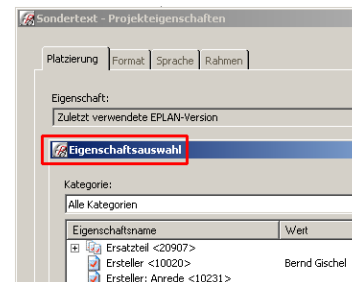 Sondertext - Projekteigenschaften
Platzierung Format Sprache Rahmen
Eigenschaft:
Zuletzt verwendete EPLAN-Version
Eigenschaftsauswahl
Kategorie:
Alle Kategorien
Eigenschaftsname Wert
Ersatzteil <20907>
Ersteller <10020> Bernd Gischel
Ersteller: Anrede <10231>